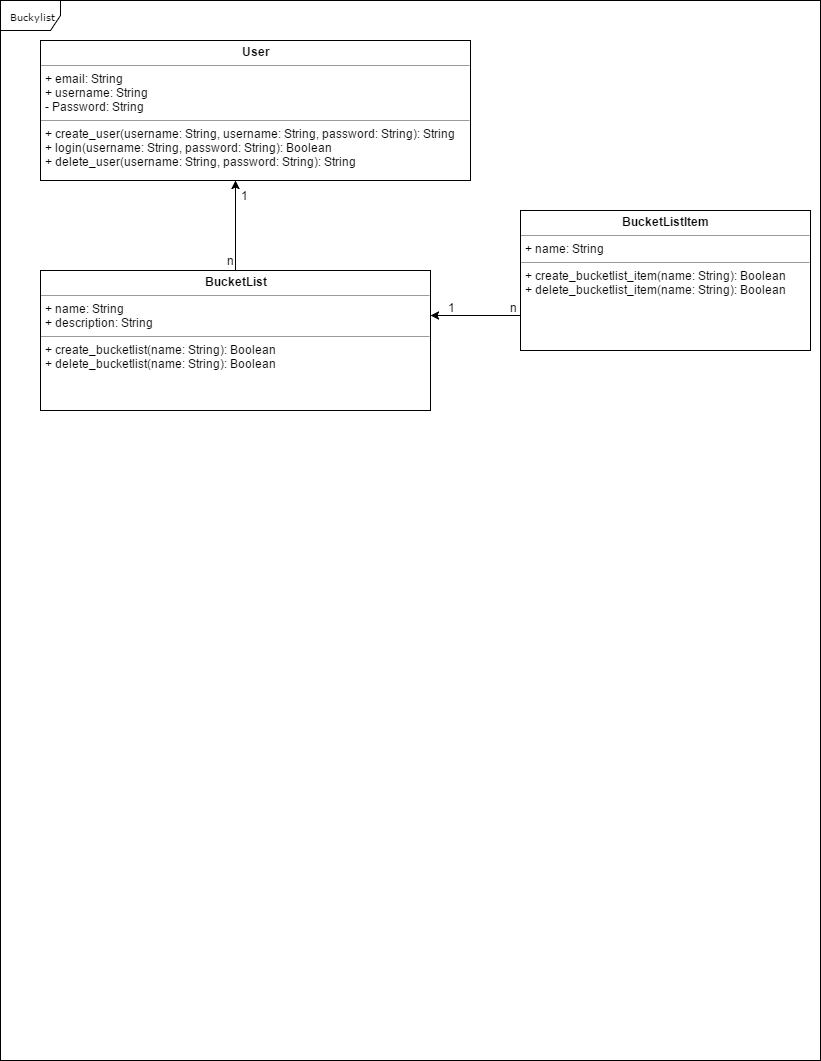 Buckylist
User
+ email: String
+ username: String
- Password: String
+ create_user(username: String, username: String, password: String): String
+ login(username: String, password: String): Boolean
+ delete_user(username: String, password: String): String
1
n
BucketList
+ name: String
+ description: String
+ create_bucketlist(name: String): Boolean
+ delete_bucketlist(name: String): Boolean
1
n
BucketListItem
+ name: String
+ create_bucketlist_item(name: String): Boolean
+ delete_bucketlist_item(name: String): Boolean